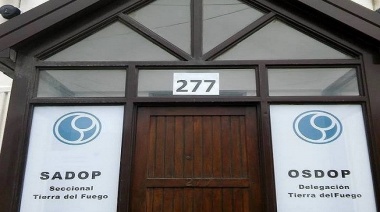 277
SADOP
Seccional
Tierra del Fuego
OSDOP
Delegación
Tierra delFuego